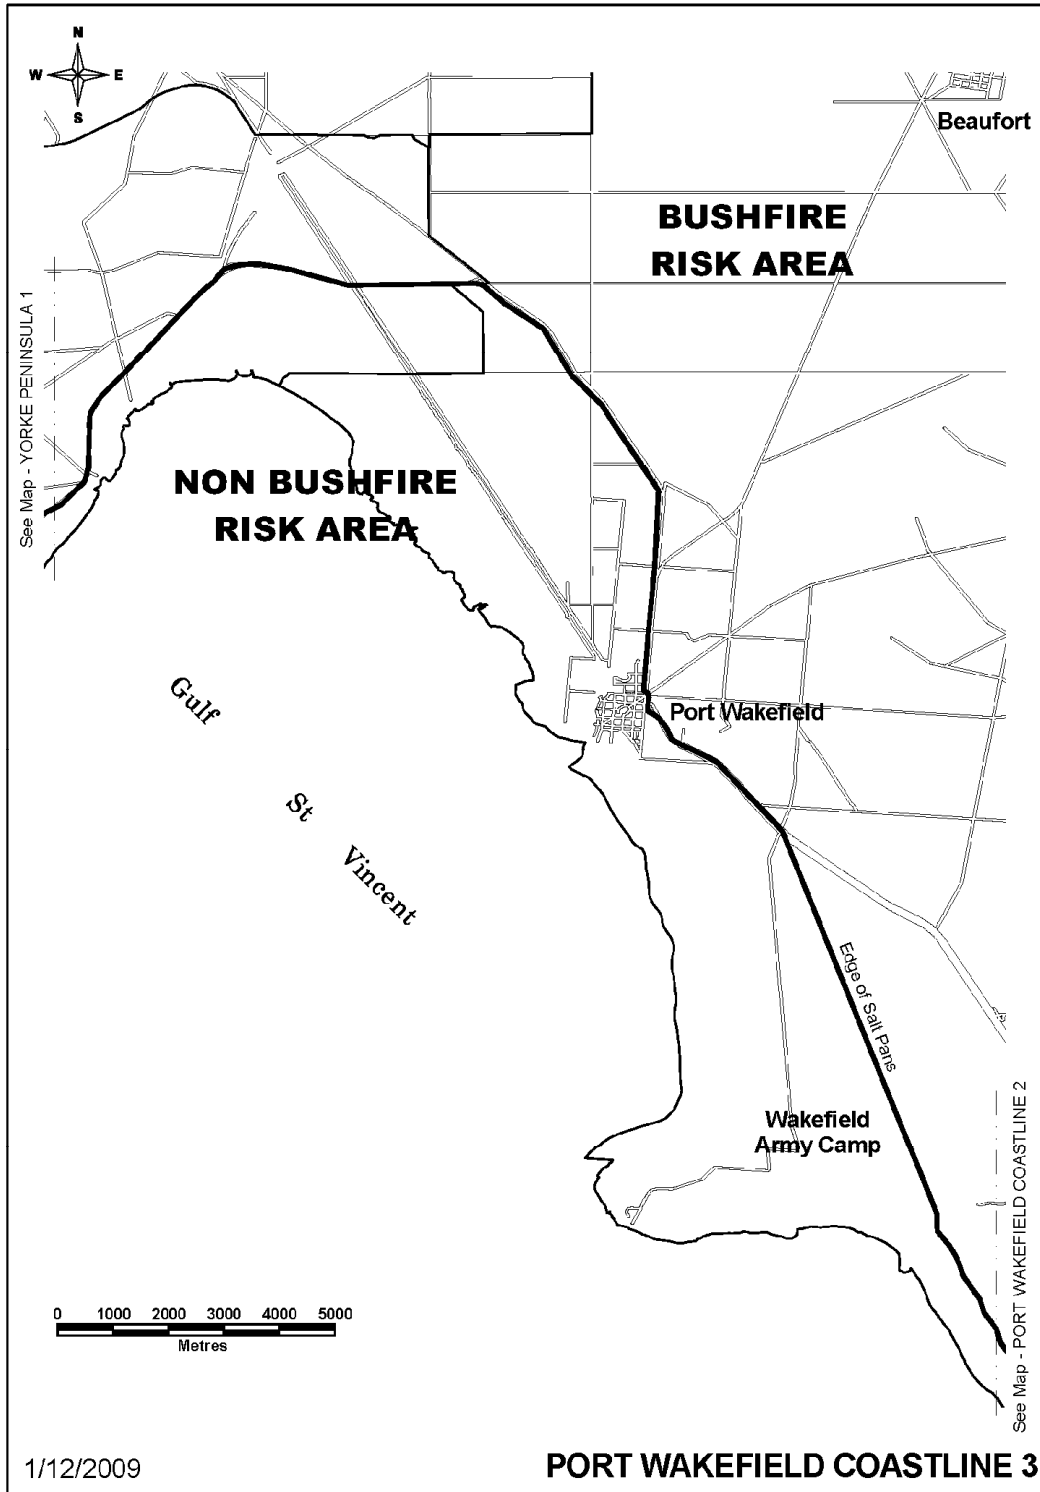 N
W E
S
Beaufort
BUSHFIRE
RISK AREA
See Map - YORKE PENINSULA 1
NON BUSHFIRE
RISK AREA
Gulf
St
Vincent
Port Wakefield
Edge of Salt Pans
Wakefield
Army Camp
See Map - PORT WAKEFIELD COASTLINE 2
0 1000 2000 3000 4000 5000
Metres
1/12/2009
PORT WAKEFIELD COASTLINE 3